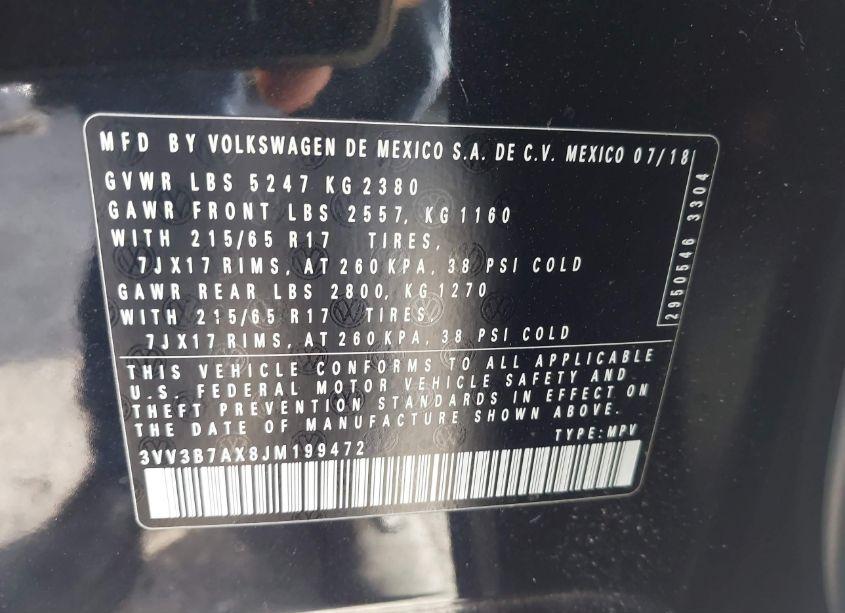 MFD BY VOLKSWAGEN DE MEXICO S.A. DE C.V. MEXICO 07/18
GVWR LBS 5247 KG 2380
GAWR FRONT LBS 2557, KG 1160
WITH 215/65 R17 TIRES,
7JX17 RIMS, AT 260 KPA, 38 PSI COLD
GAWR REAR LBS 2800, KG 1270
WITH 215/65 R17 TIRES,
7JX17 RIMS, AT 260 KPA, 38 PSI COLD
2950546 3304
THIS VEHICLE CONFORMS TO ALL APPLICABLE
U.S. FEDERAL MOTOR VEHICLE SAFETY AND
THEFT PREVENTION STANDARDS IN EFFECT ON
THE DATE OF MANUFACTURE SHOWN ABOVE.
TYPE:MPV
3VV3B7AX8JM199472